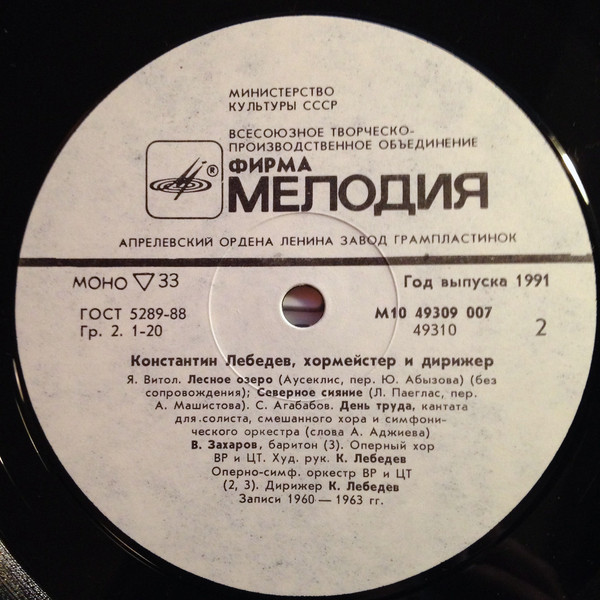 МИНИСТЕРСТВО
КУЛЬТУРЫ СССР
ВСЕСОЮЗНОЕ ТВОРЧЕСКО-
ПРОИЗВОДСТВЕННОЕ ОБЪЕДИНЕНИЕ
®
ФИРМА
МЕЛОДИЯ
АПРЕЛЕВСКИЙ ОРДЕНА ЛЕНИНА ЗАВОД ГРАМПЛАСТИНОК
МОНО ▽ 33
Год выпуска 1991
ГОСТ 5289-88
М10 49309 007
Гр. 2. 1-20
49310
2
Константин Лебедев, хормейстер и дирижер
Я. Витол. Лесное озеро (Аусеклис, пер. Ю. Абызова) (без
сопровождения); Северное сияние (Л. Паеглас, пер.
А. Машистова). С. Агабабов. День труда, кантата
для солиста, смешанного хора и симфони-
ческого оркестра (слова А. Аджиева)
В. Захаров, баритон (3). Оперный хор
ВР и ЦТ. Худ. рук. К. Лебедев
Оперно-симф. оркестр ВР и ЦТ
(2, 3). Дирижер К. Лебедев
Записи 1960 — 1963 гг.